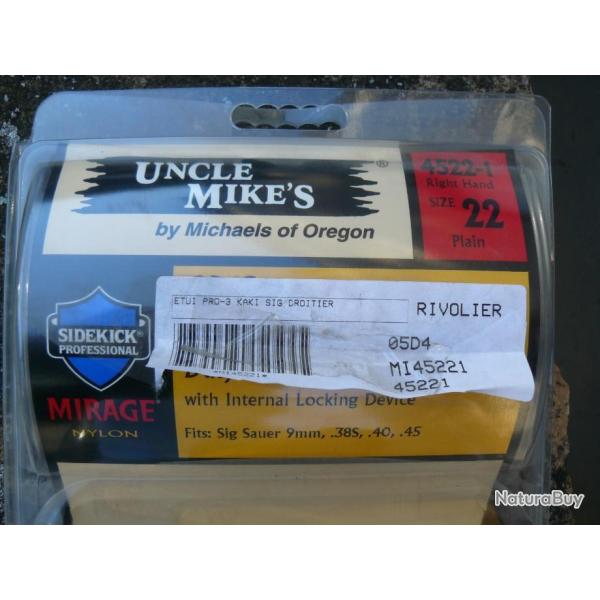 UNCLE
MIKE'S®
by Michaels of Oregon
4522-1
Right Hand
SIZE 22
Plain
ETUI PRO-3 KAKI SIG DROITIER
RIVOLIER
05D4
*MI45221*
MI45221
45221
SIDEKICK
PROFESSIONAL
MIRAGE
NYLON
with Internal Locking Device
Fits: Sig Sauer 9mm, .38S, .40, .45
NaturaBuy